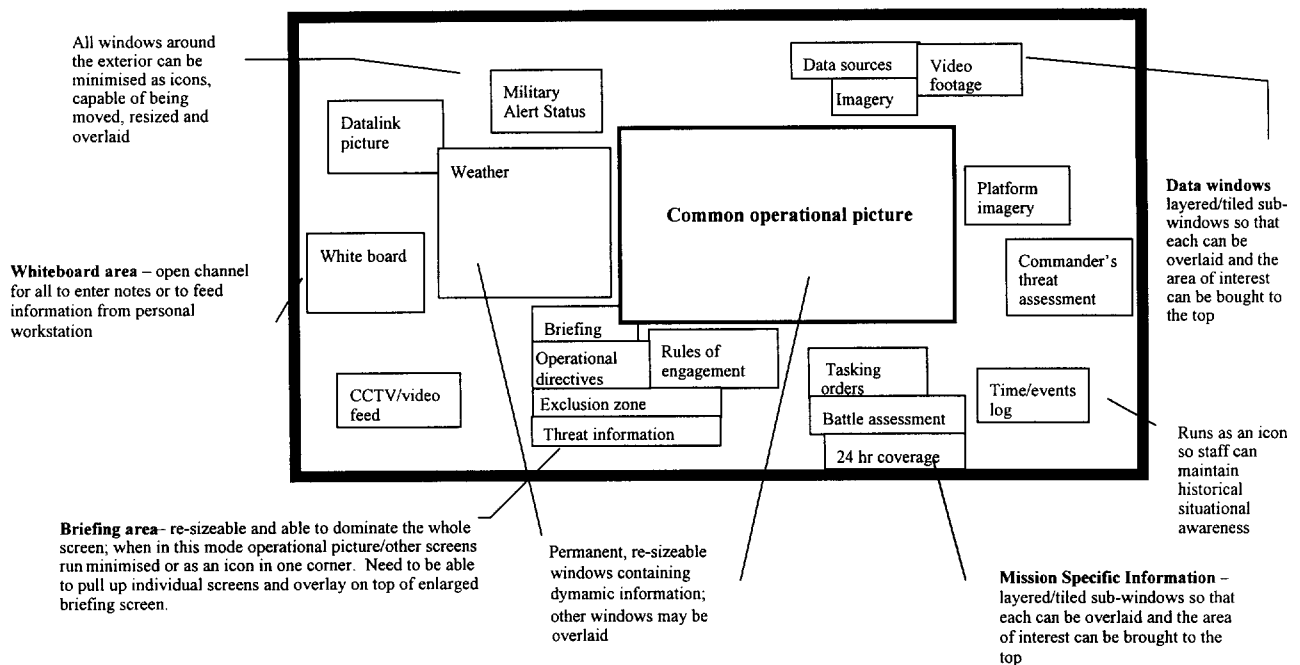 All windows around
the exterior can be
minimised as icons,
capable of being
moved, resized and
overlaid
Military
Alert Status
Datalink
picture
Weather
Data sources
Video
footage
Imagery
Common operational picture
Platform
imagery
Commander's
threat
assessment
Data windows
layered/tiled sub-
windows so that
each can be
overlaid and the
area of interest
can be bought to
the top
Whiteboard area – open channel
for all to enter notes or to feed
information from personal
workstation
White board
CCTV/video
feed
Briefing
Operational
directives
Rules of
engagement
Exclusion zone
Threat information
Tasking
orders
Battle assessment
24 hr coverage
Time/events
log
Runs as an icon
so staff can
maintain
historical
situational
awareness
Briefing area– re-sizeable and able to dominate the whole
screen; when in this mode operational picture/other screens
run minimised or as an icon in one corner. Need to be able
to pull up individual screens and overlay on top of enlarged
briefing screen.
Permanent, re-sizeable
windows containing
dymamic information;
other windows may be
overlaid
Mission Specific Information –
layered/tiled sub-windows so that
each can be overlaid and the area
of interest can be brought to the
top